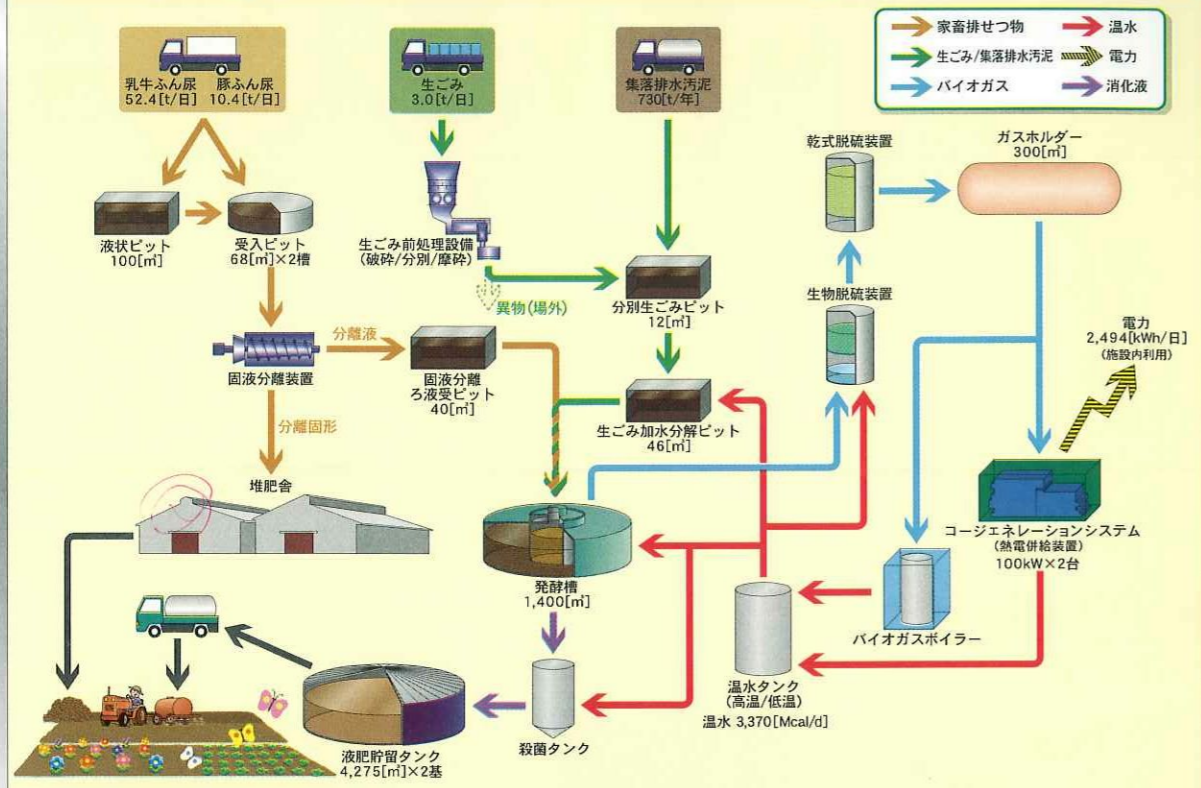 家畜排せつ物
温水
生ごみ/集落排水汚泥
電力
バイオガス
消化液
乳牛ふん尿
52.4[t/日]
豚ふん尿
10.4[t/日]
生ごみ
3.0[t/日]
集落排水汚泥
730[t/年]
乾式脱硫装置
ガスホルダー
300[㎥]
液状ピット
100[㎥]
受入ピット
68[㎥]×2槽
生ごみ前処理設備
(破砕/分別/摩砕)
異物(場外)
分別生ごみピット
12[㎥]
生物脱硫装置
電力
2,494[kWh/日]
(施設内利用)
分離液
固液分離装置
固液分離
ろ液受ピット
40[㎥]
生ごみ加水分解ピット
46[㎥]
分離固形
堆肥舎
コージェネレーションシステム
(熱電併給装置)
100kW×2台
発酵槽
1,400[㎥]
バイオガスボイラー
温水タンク
(高温/低温)
温水 3,370[Mcal/d]
殺菌タンク
液肥貯留タンク
4,275[㎥]×2基